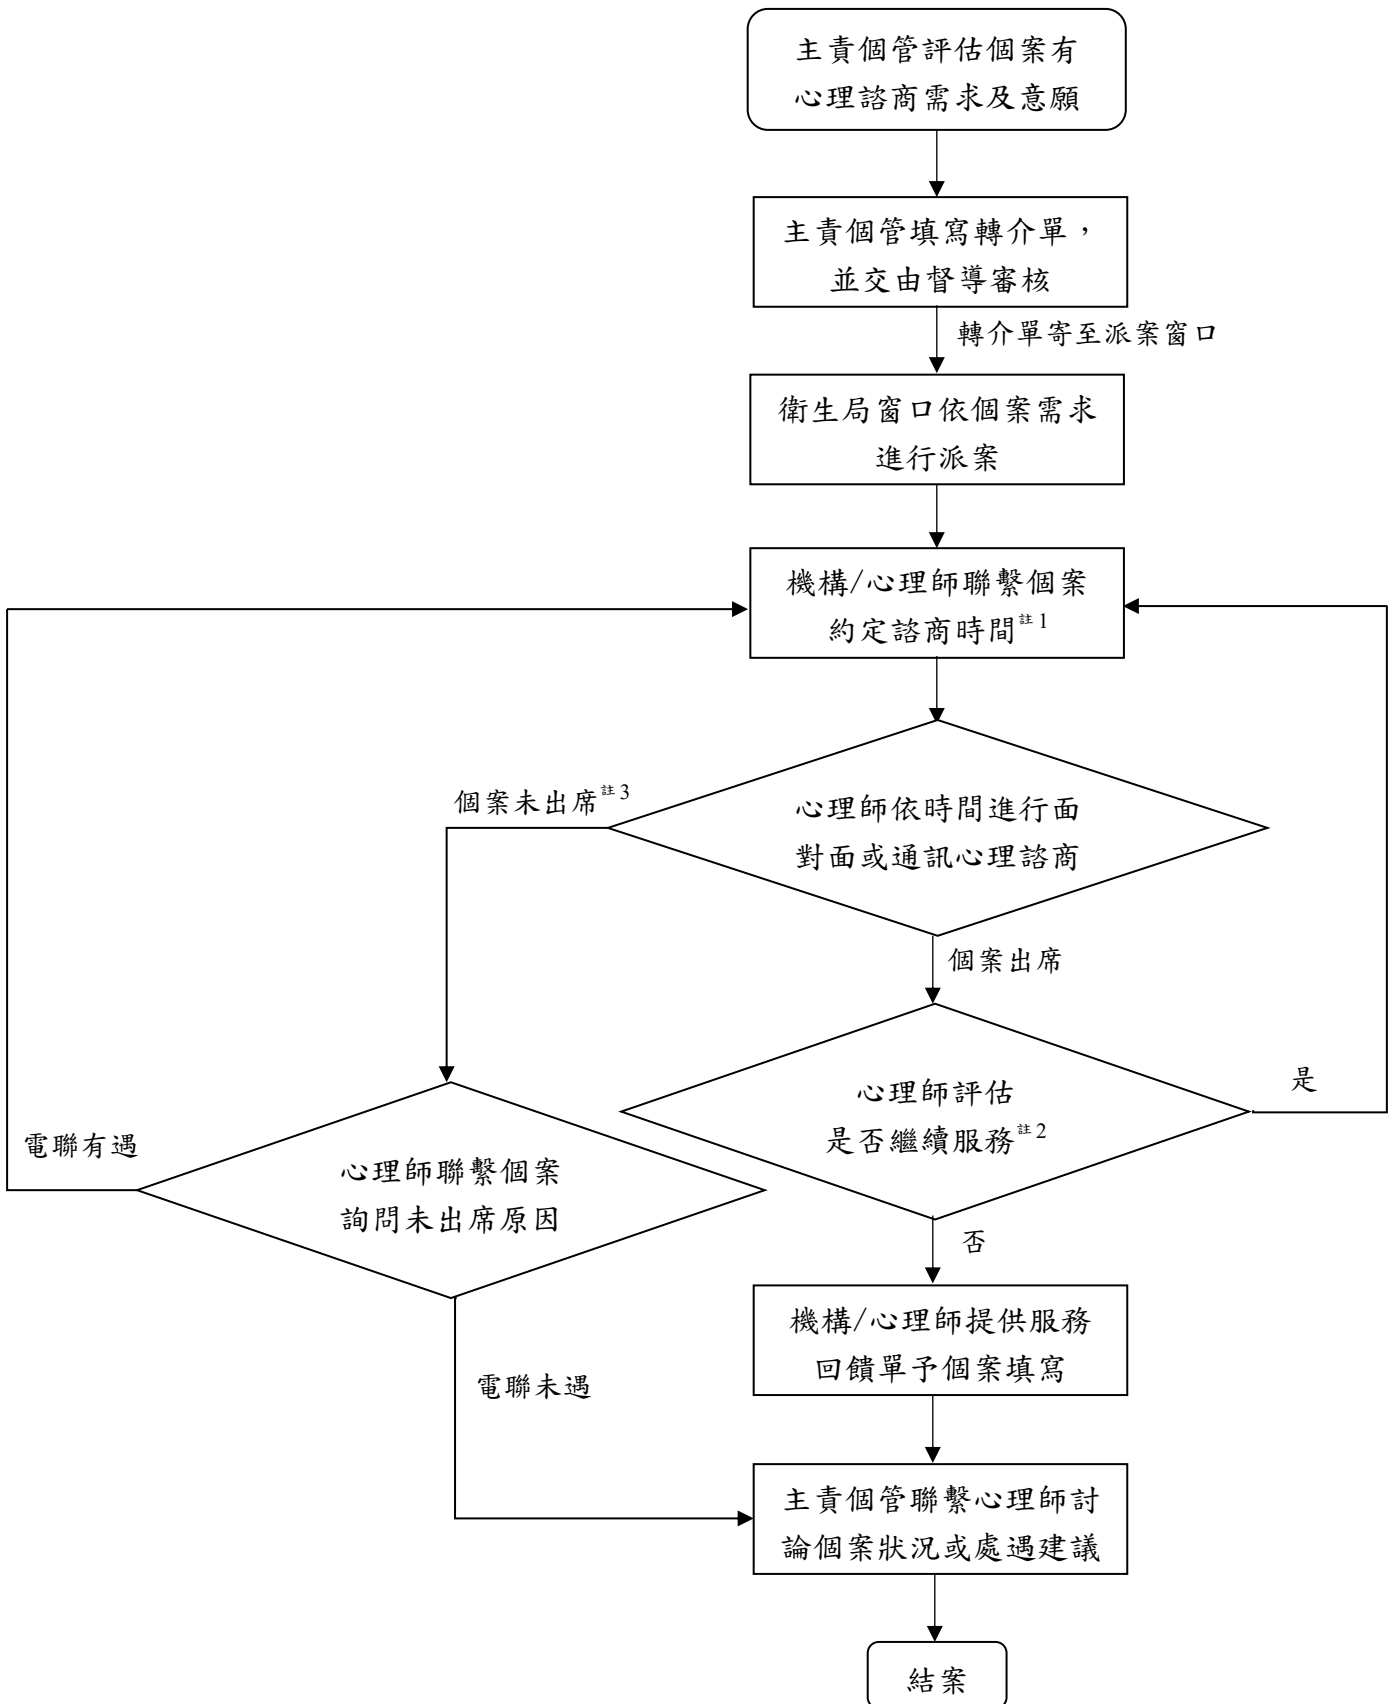 主責個管評估個案有
心理諮商需求及意願
主責個管填寫轉介單，
並交由督導審核
轉介單寄至派案窗口
衛生局窗口依個案需求
進行派案
機構/心理師聯繫個案
約定諮商時間註1
個案未出席註3
心理師依時間進行面
對面或通訊心理諮商
個案出席
心理師評估
是否繼續服務註2
是
電聯有遇
心理師聯繫個案
詢問未出席原因
否
機構/心理師提供服務
回饋單予個案填寫
電聯未遇
主責個管聯繫心理師討
論個案狀況或處遇建議
結案